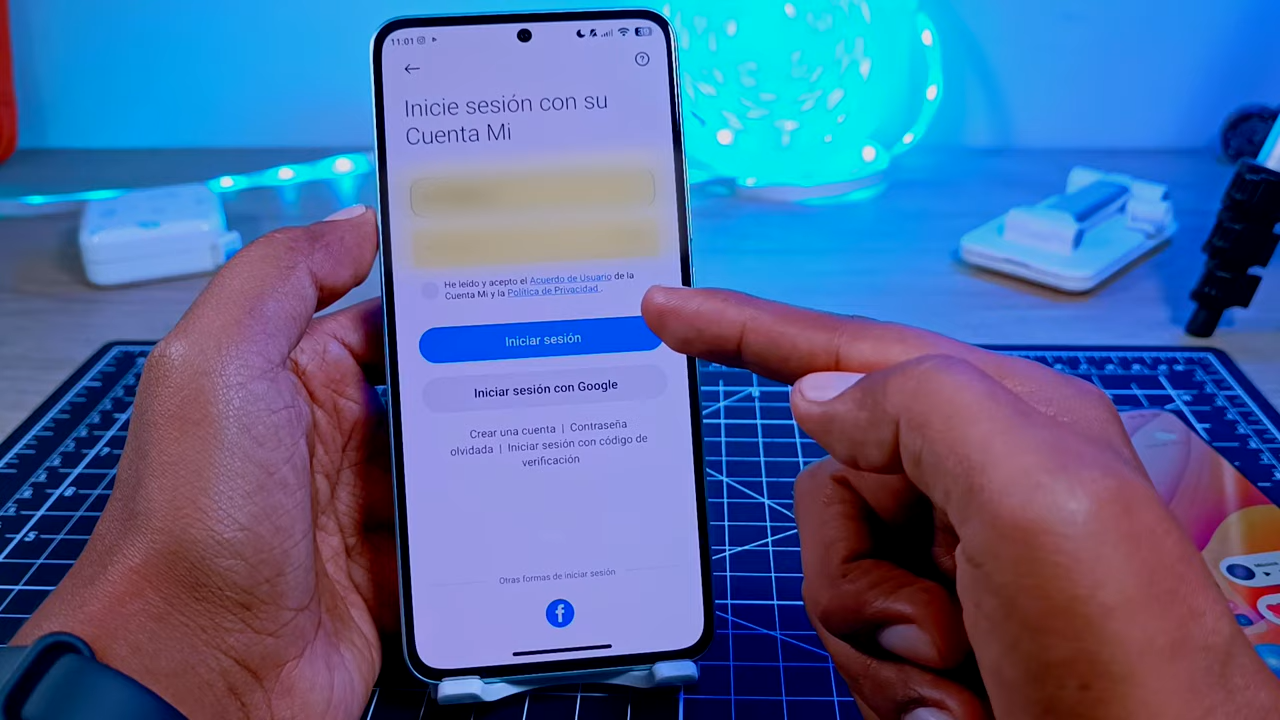 11:01
Inicie sesión con su
Cuenta Mi
He leído y acepto el Acuerdo de Usuario de la
Cuenta Mi y la Política de Privacidad .
Iniciar sesión
Iniciar sesión con Google
Crear una cuenta | Contraseña
olvidada | Iniciar sesión con código de
verificación
Otras formas de iniciar sesión